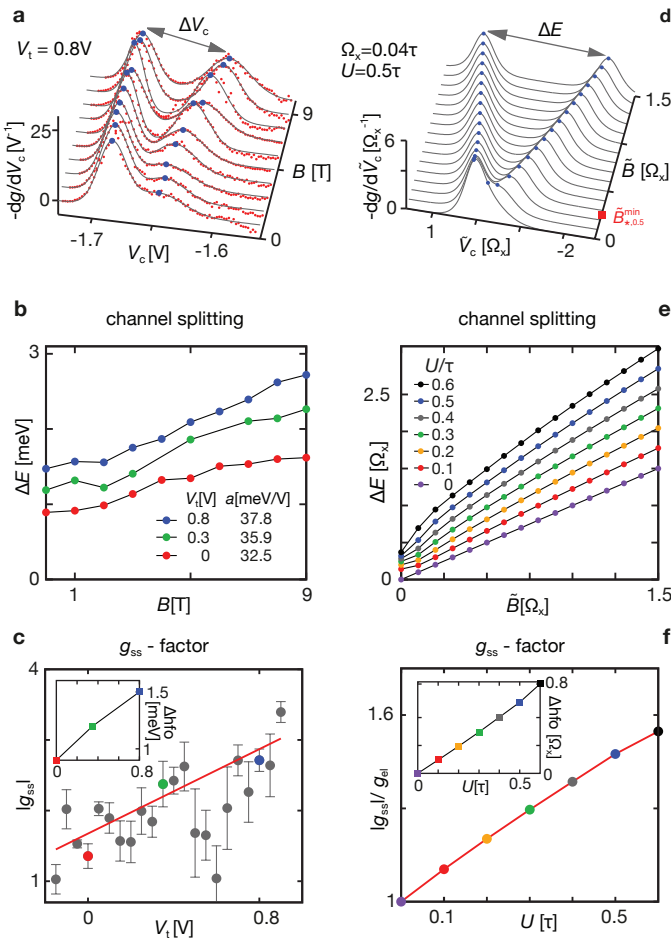 a
V_t = 0.8V
ΔV_c
-dg/dV_c [V⁻¹]
25
0
-1.7
-1.6
V_c [V]
0
9
B [T]
d
Ω_x=0.04τ
U=0.5τ
ΔE
-dg/dṼ_c [Ω_x⁻¹]
6
0
1
-2
Ṽ_c [Ω_x]
0
1.5
B̃ [Ω_x]
B̃^min_*,0.5
b
channel splitting
3
0
ΔE [meV]
1
9
B[T]
V_t[V] a[meV/V]
0.8 37.8
0.3 35.9
0 32.5
channel splitting
e
U/τ
0.6
0.5
0.4
0.3
0.2
0.1
0
2.5
0
ΔE [Ω_x]
0
1.5
B̃[Ω_x]
c
g_ss - factor
4
1
|g_ss|
0
0.8
V_t[V]
1.5
1
Δhfo [meV]
0
0.8
g_ss - factor
f
1.6
1
|g_ss|/ g_el
0.1
0.5
U [τ]
0.8
0
Δhfo [Ω_x]
0
0.5
U[τ]